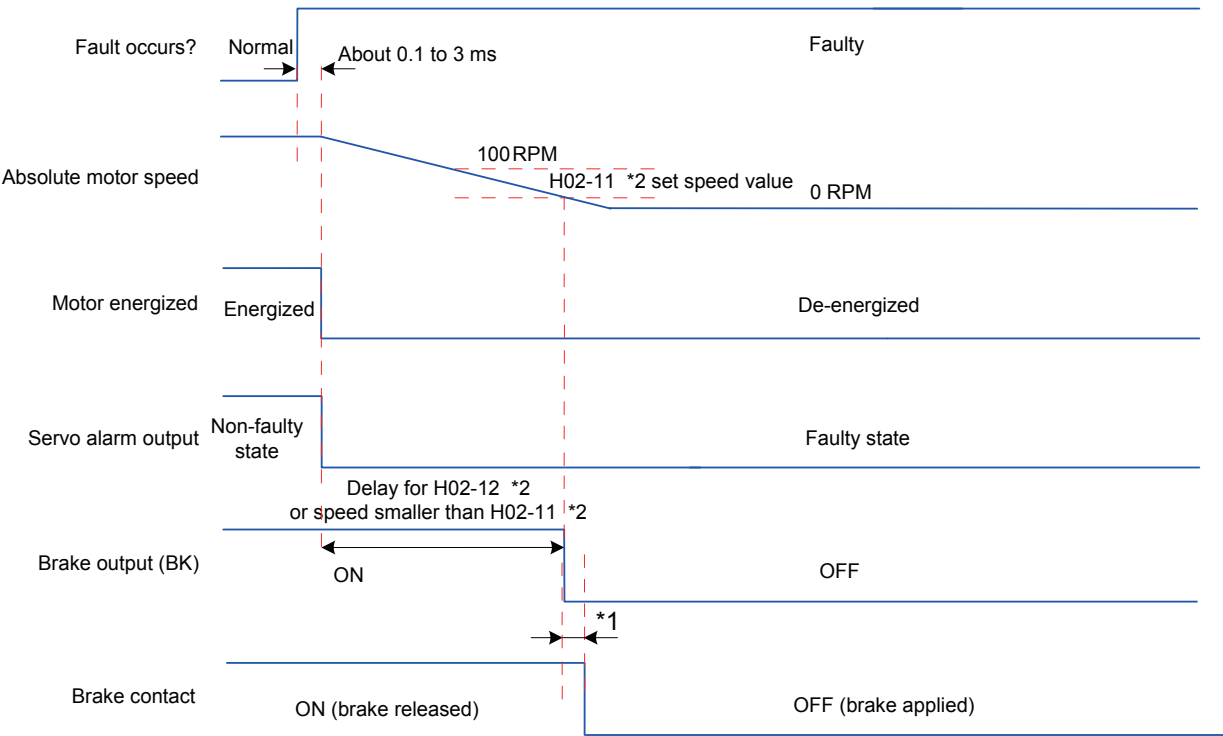 Fault occurs?
Normal
About 0.1 to 3 ms
Faulty
Absolute motor speed
100 RPM
H02-11 *2 set speed value
0 RPM
Motor energized
Energized
De-energized
Servo alarm output
Non-faulty
state
Faulty state
Delay for H02-12 *2
or speed smaller than H02-11 *2
Brake output (BK)
ON
OFF
*1
Brake contact
ON (brake released)
OFF (brake applied)